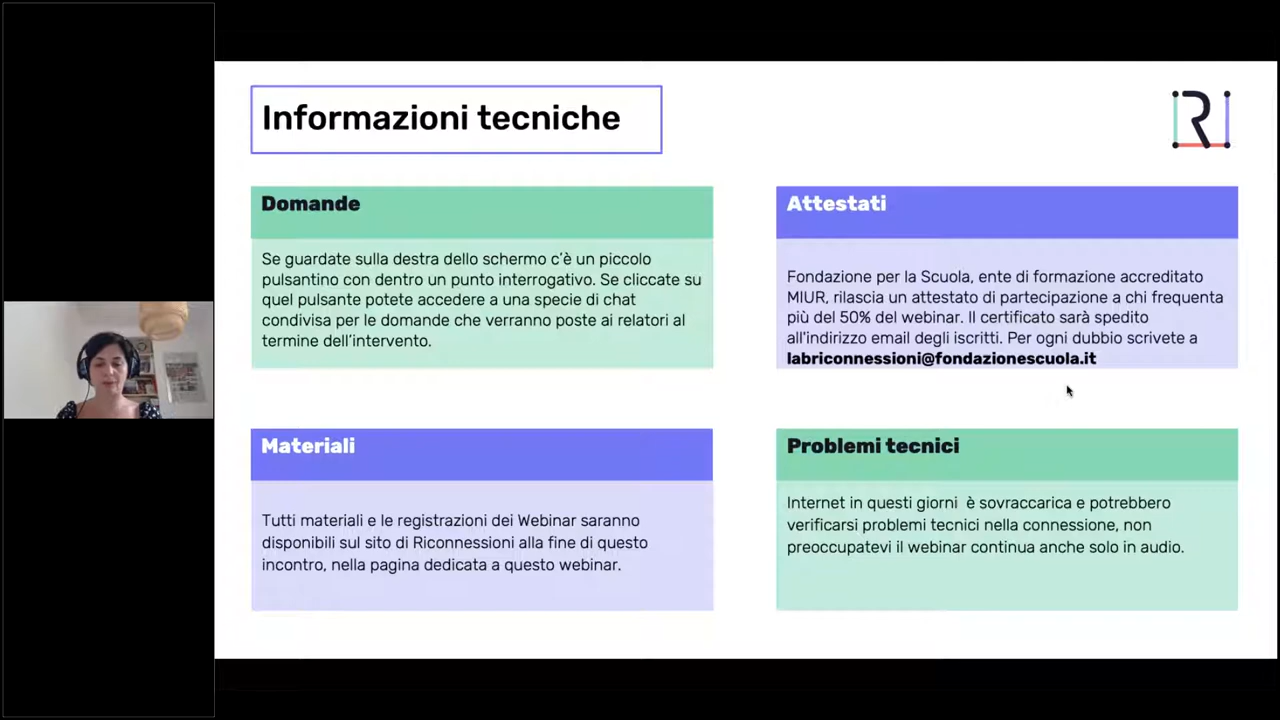 Informazioni tecniche
R
Domande
Se guardate sulla destra dello schermo c'è un piccolo
pulsantino con dentro un punto interrogativo. Se cliccate su
quel pulsante potete accedere a una specie di chat
condivisa per le domande che verranno poste ai relatori al
termine dell'intervento.
Attestati
Fondazione per la Scuola, ente di formazione accreditato
MIUR, rilascia un attestato di partecipazione a chi frequenta
più del 50% del webinar. Il certificato sarà spedito
all'indirizzo email degli iscritti. Per ogni dubbio scrivete a
labriconnessioni@fondazionescuola.it
Materiali
Tutti materiali e le registrazioni dei Webinar saranno
disponibili sul sito di Riconnessioni alla fine di questo
incontro, nella pagina dedicata a questo webinar.
Problemi tecnici
Internet in questi giorni  è sovraccarica e potrebbero
verificarsi problemi tecnici nella connessione, non
preoccupatevi il webinar continua anche solo in audio.